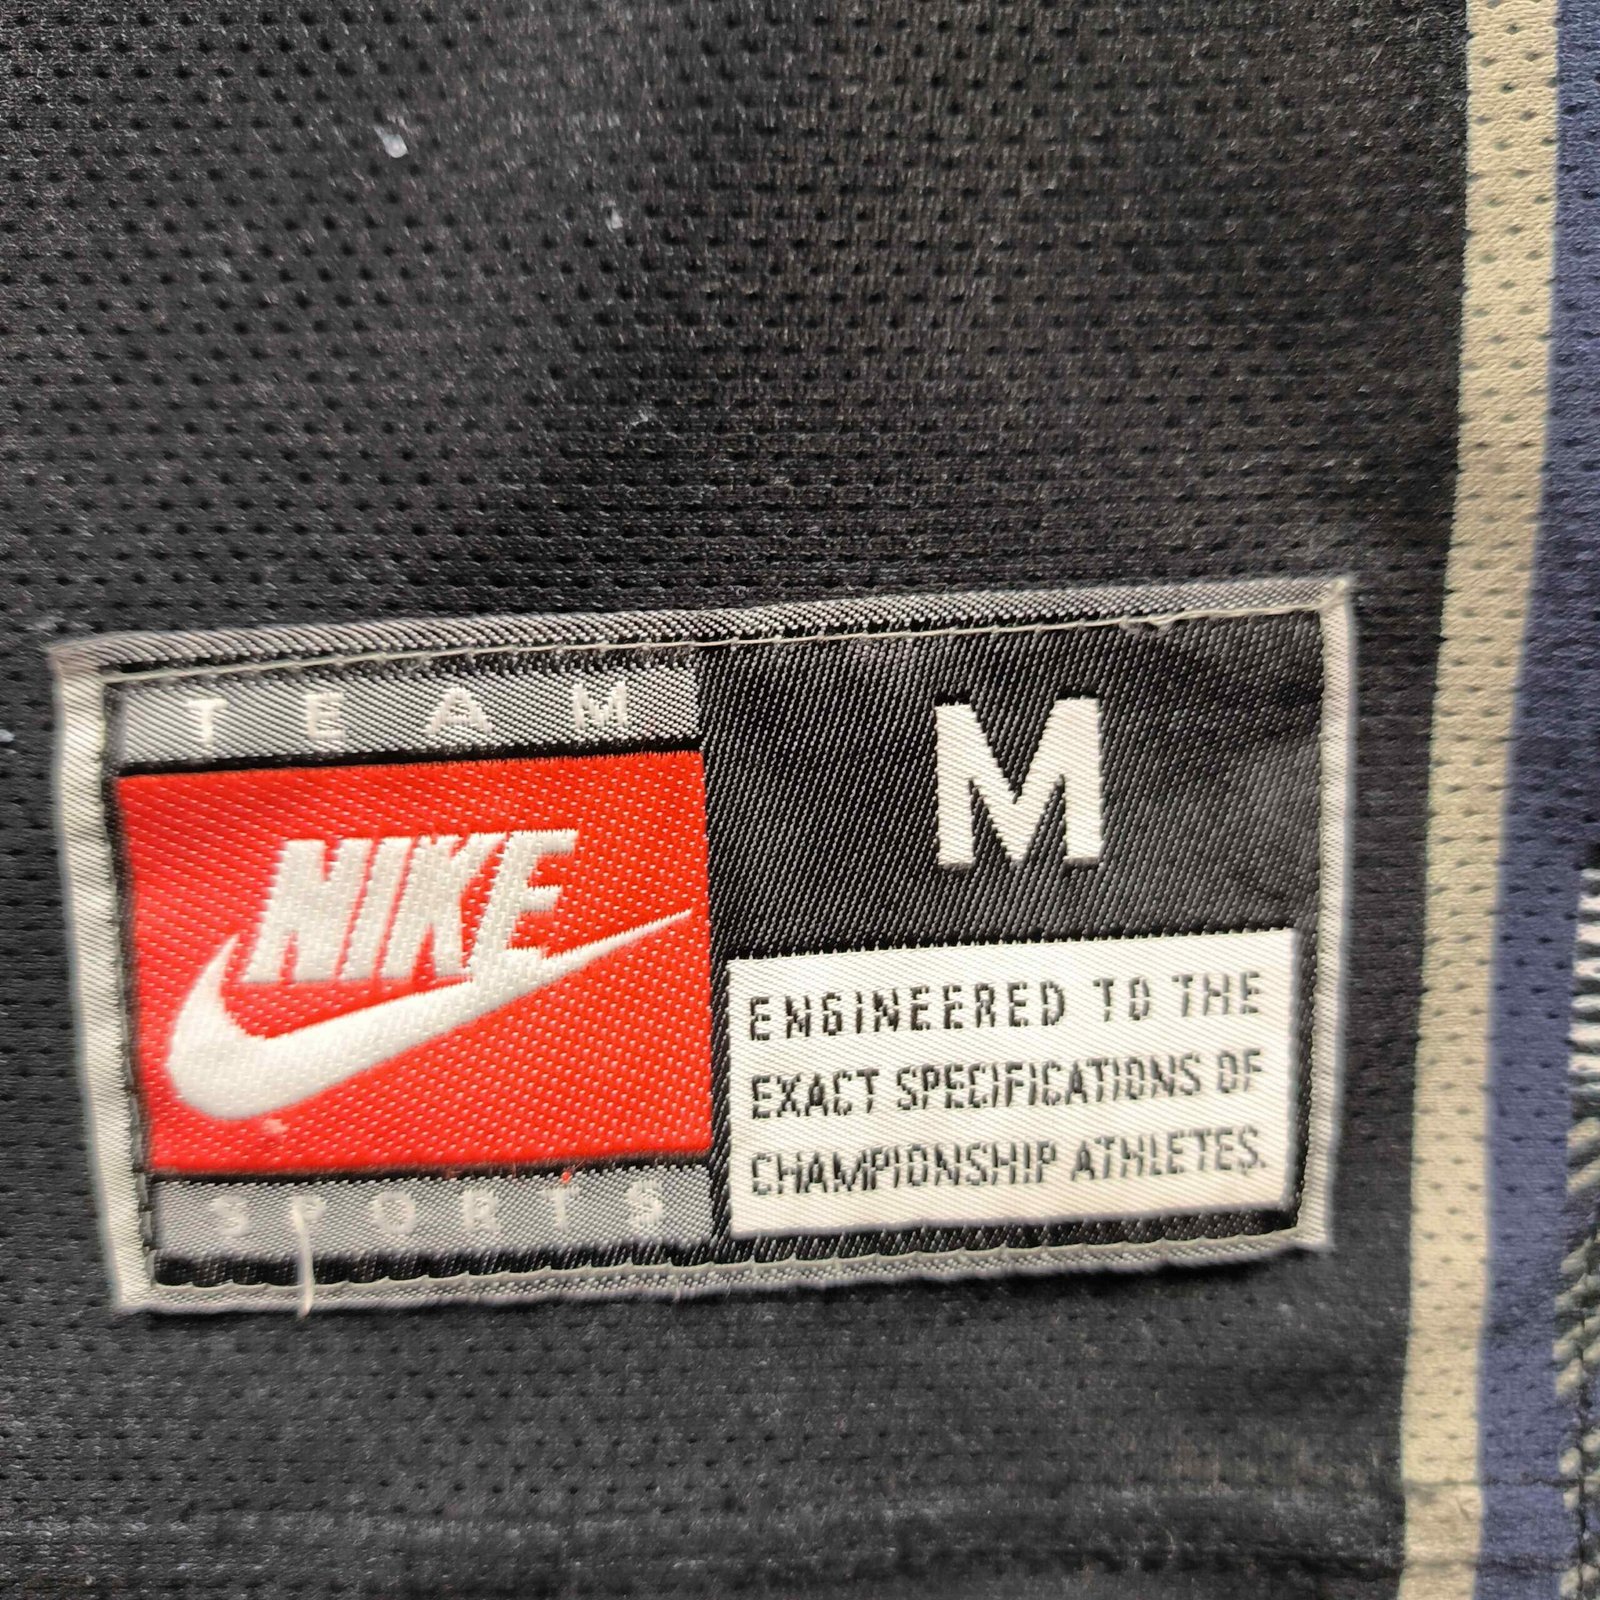 TEAM
NIKE
SPORTS
M
ENGINEERED TO THE
EXACT SPECIFICATIONS OF
CHAMPIONSHIP ATHLETES.